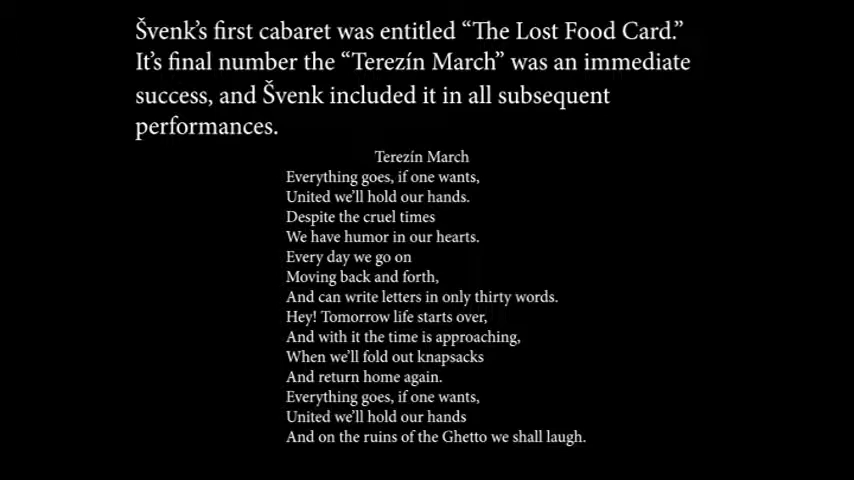 Švenk’s first cabaret was entitled “The Lost Food Card.”
It’s final number the “Terezín March” was an immediate
success, and Švenk included it in all subsequent
performances.
Terezín March
Everything goes, if one wants,
United we’ll hold our hands.
Despite the cruel times
We have humor in our hearts.
Every day we go on
Moving back and forth,
And can write letters in only thirty words.
Hey! Tomorrow life starts over,
And with it the time is approaching,
When we’ll fold out knapsacks
And return home again.
Everything goes, if one wants,
United we’ll hold our hands
And on the ruins of the Ghetto we shall laugh.